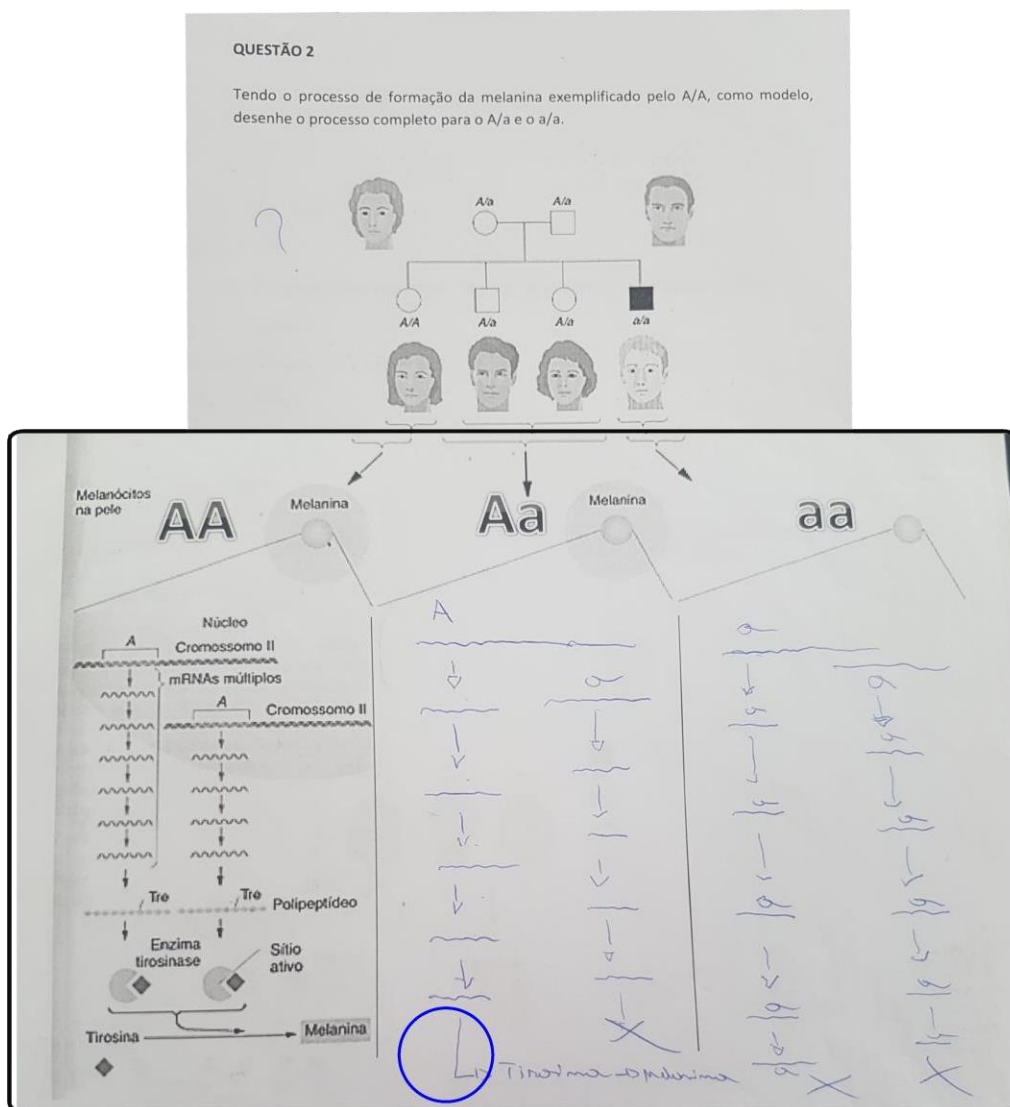 QUESTÃO 2
Tendo o processo de formação da melanina exemplificado pelo A/A, como modelo,
desenhe o processo completo para o A/a e o a/a.
?
A/a
A/a
A/A
A/a
A/a
a/a
Melanócitos
na pele
AA
Melanina
Aa
Melanina
aa
Núcleo
A
Cromossomo II
mRNAs múltiplos
A
Cromossomo II
Tre
Tre
Polipeptídeo
Enzima
tirosinase
Sítio
ativo
Tirosina
Melanina
A
a
X
a
a
X
X